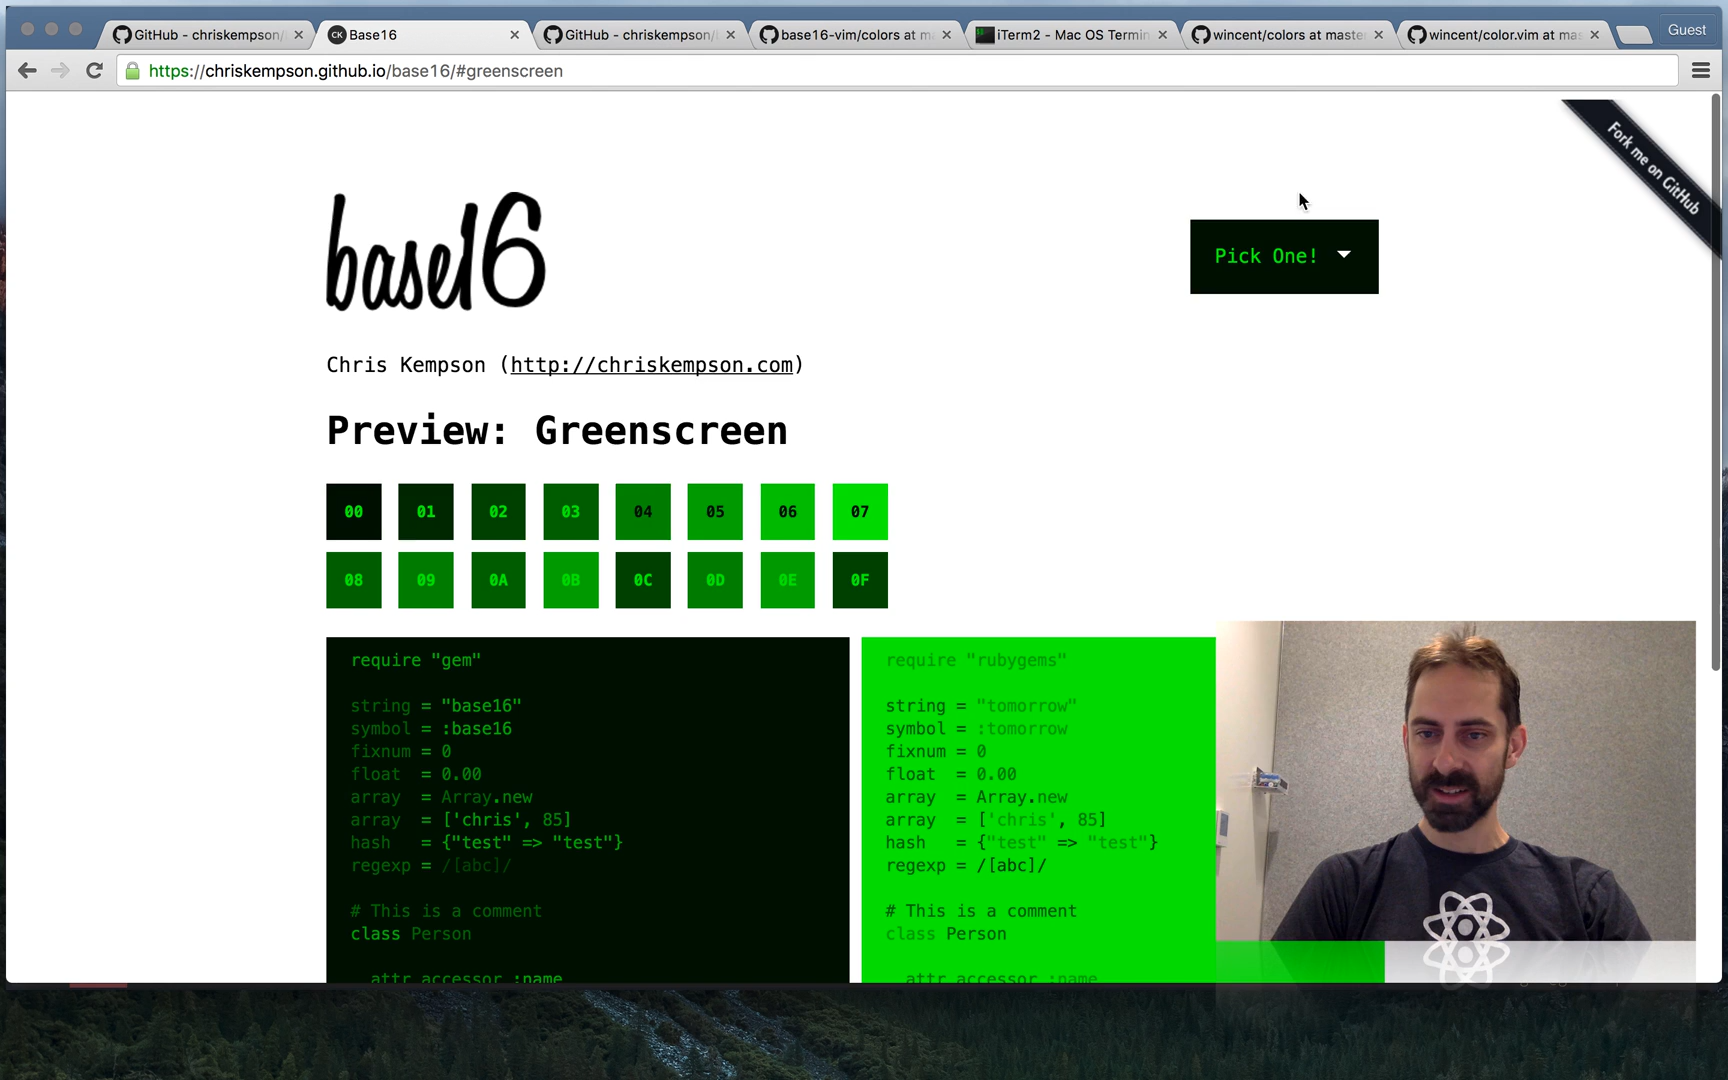 GitHub - chriskempson/
Base16
GitHub - chriskempson/
base16-vim/colors at m
iTerm2 - Mac OS Termin
wincent/colors at master
wincent/color.vim at mas
Guest
https://chriskempson.github.io/base16/#greenscreen
Fork me on GitHub
base16
Pick One!
Chris Kempson (http://chriskempson.com)
Preview: Greenscreen
00 01 02 03 04 05 06 07
08 09 0A 0B 0C 0D 0E 0F
require "gem"
string = "base16"
symbol = :base16
fixnum = 0
float = 0.00
array = Array.new
array = ['chris', 85]
hash = {"test" => "test"}
regexp = /[abc]/
# This is a comment
class Person
attr_accessor :name
require "rubygems"
string = "tomorrow"
symbol = :tomorrow
fixnum = 0
float = 0.00
array = Array.new
array = ['chris', 85]
hash = {"test" => "test"}
regexp = /[abc]/
# This is a comment
class Person
attr_accessor :name